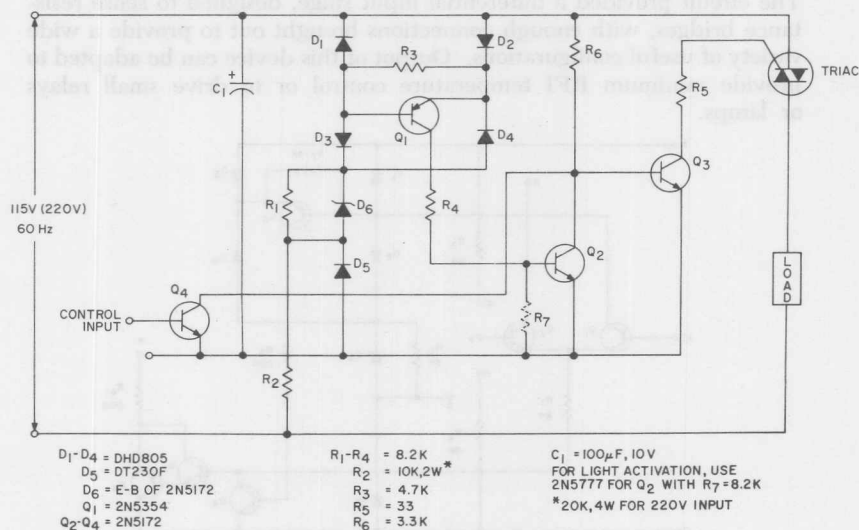 The circuit provided a differential input stage, designed to sense resis-
tance bridges, with enough connections brought out to provide a wide
variety of useful configurations. Output of this device can be adapted to
provide minimum RFI temperature control or to drive small relays
or lamps.
D1
D2
R6
R3
TRIAC
C1 +
R5
Q1
D3
D4
Q3
115V (220V)
60 Hz
R1
D6
R4
Q2
D5
LOAD
Q4
CONTROL
INPUT
R7
R2
D1-D4 = DHD805
D5 = DT230F
D6 = E-B OF 2N5172
Q1 = 2N5354
Q2-Q4 = 2N5172
R1-R4 = 8.2K
R2 = 10K,2W*
R3 = 4.7K
R5 = 33
R6 = 3.3K
C1 = 100µF, 10V
FOR LIGHT ACTIVATION, USE
2N5777 FOR Q2 WITH R7=8.2K
*20K,4W FOR 220V INPUT